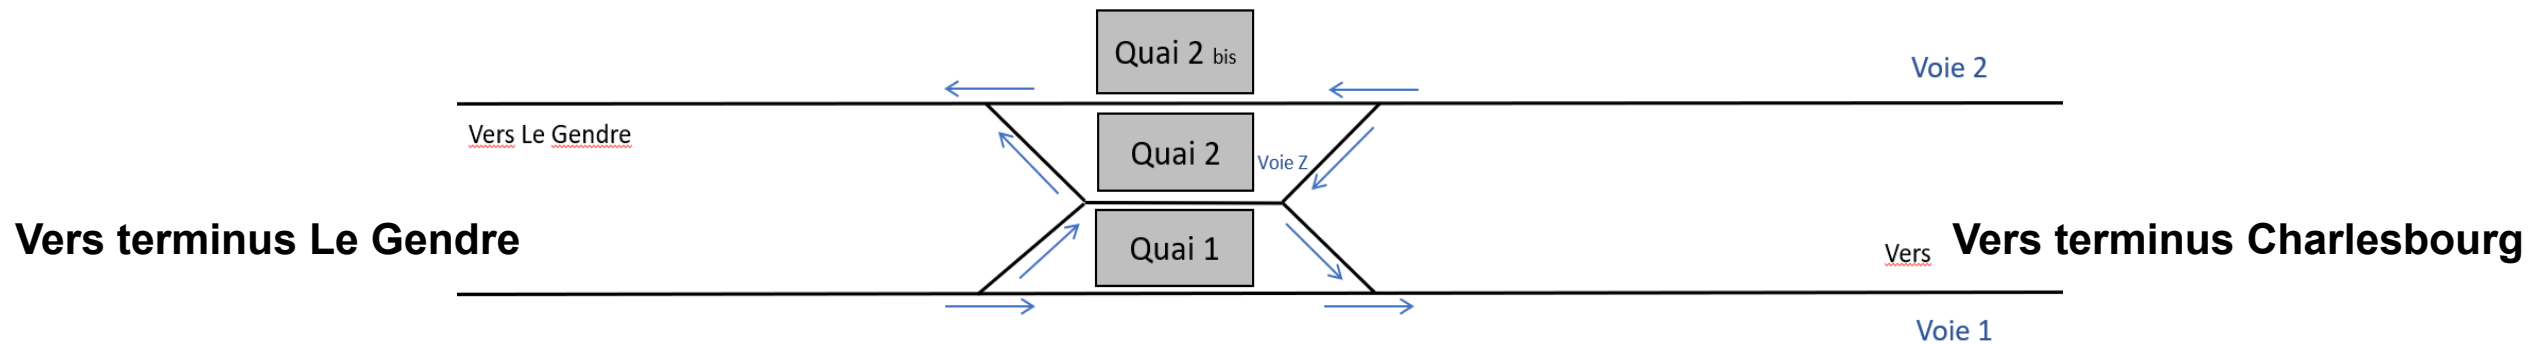 Quai 2 bis
Voie 2
Vers Le Gendre
Quai 2
Voie Z
Vers terminus Le Gendre
Quai 1
Vers
Vers terminus Charlesbourg
Voie 1